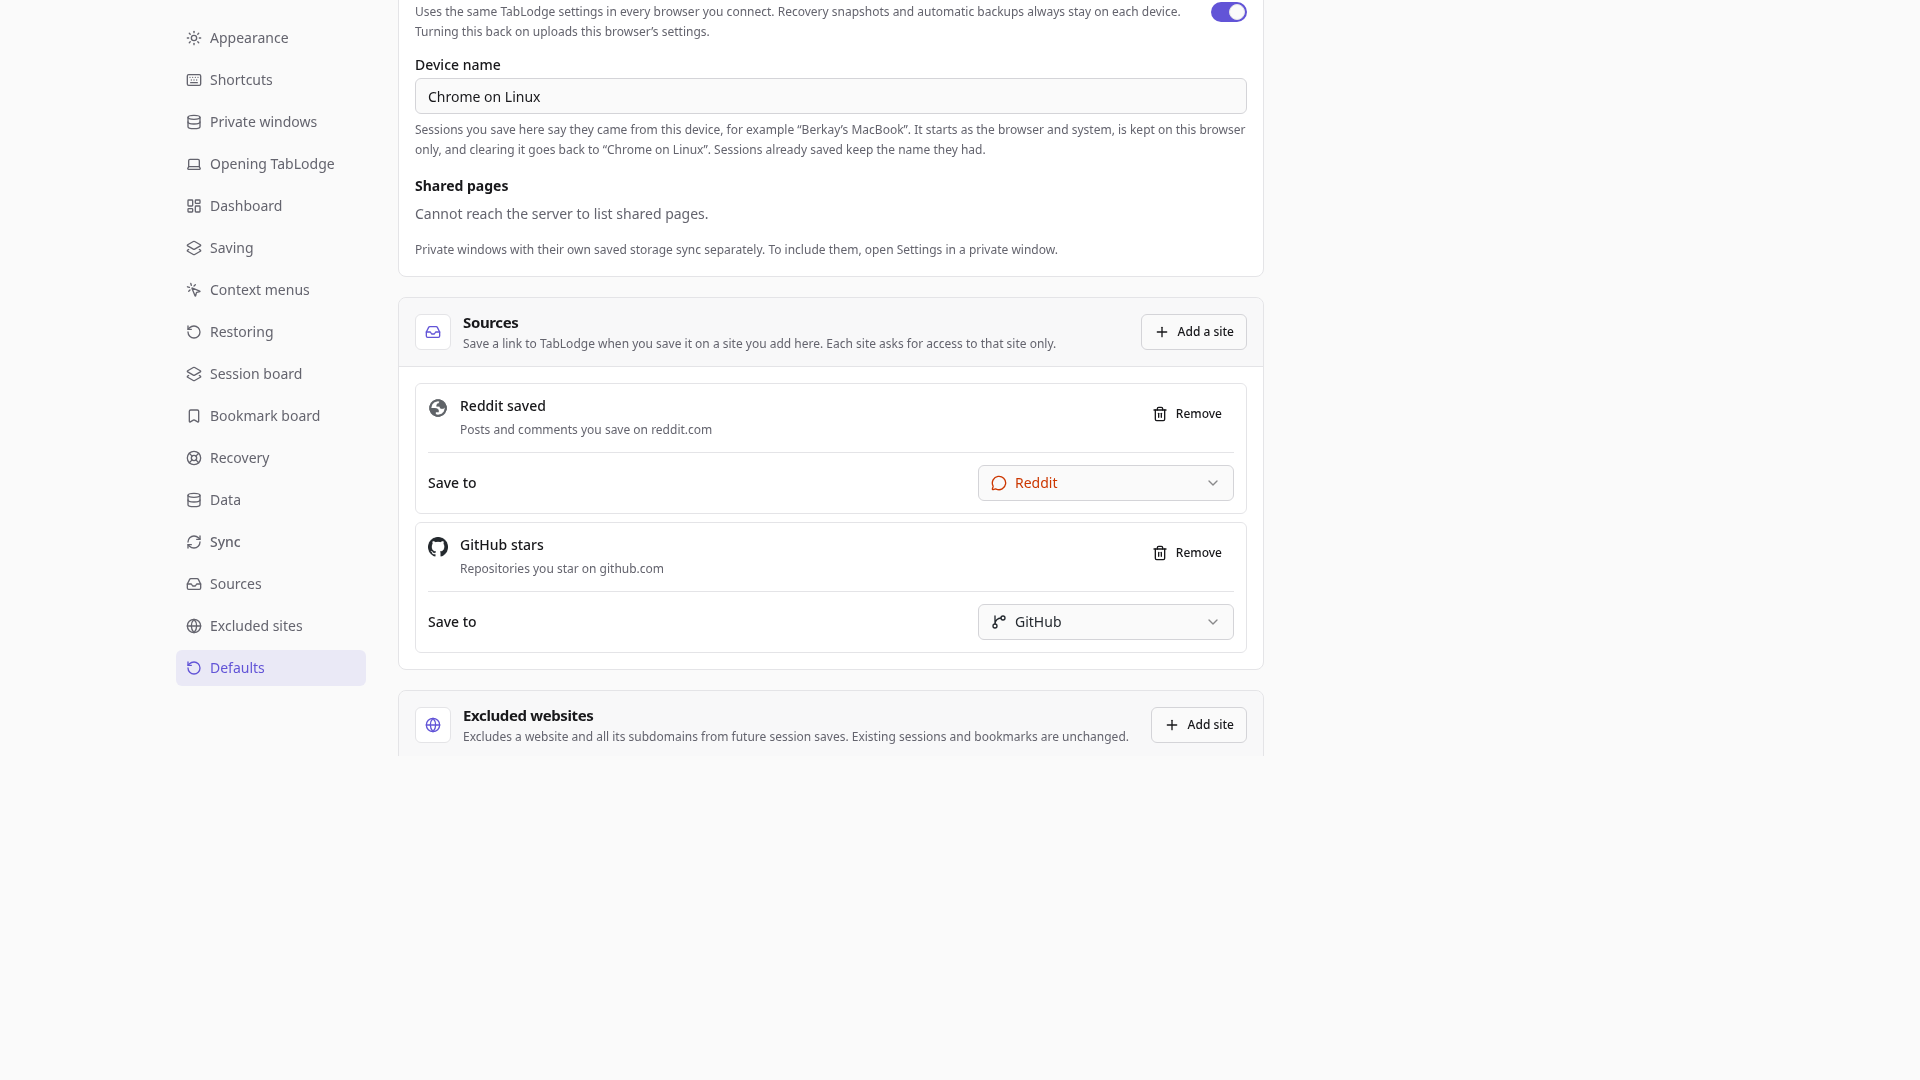 Appearance
Shortcuts
Private windows
Opening TabLodge
Dashboard
Saving
Context menus
Restoring
Session board
Bookmark board
Recovery
Data
Sync
Sources
Excluded sites
Defaults
Uses the same TabLodge settings in every browser you connect. Recovery snapshots and automatic backups always stay on each device.
Turning this back on uploads this browser’s settings.
Device name
Chrome on Linux
Sessions you save here say they came from this device, for example “Berkay’s MacBook”. It starts as the browser and system, is kept on this browser
only, and clearing it goes back to “Chrome on Linux”. Sessions already saved keep the name they had.
Shared pages
Cannot reach the server to list shared pages.
Private windows with their own saved storage sync separately. To include them, open Settings in a private window.
Sources
Save a link to TabLodge when you save it on a site you add here. Each site asks for access to that site only.
Add a site
Reddit saved
Posts and comments you save on reddit.com
Remove
Save to
Reddit
GitHub stars
Repositories you star on github.com
Remove
Save to
GitHub
Excluded websites
Excludes a website and all its subdomains from future session saves. Existing sessions and bookmarks are unchanged.
Add site